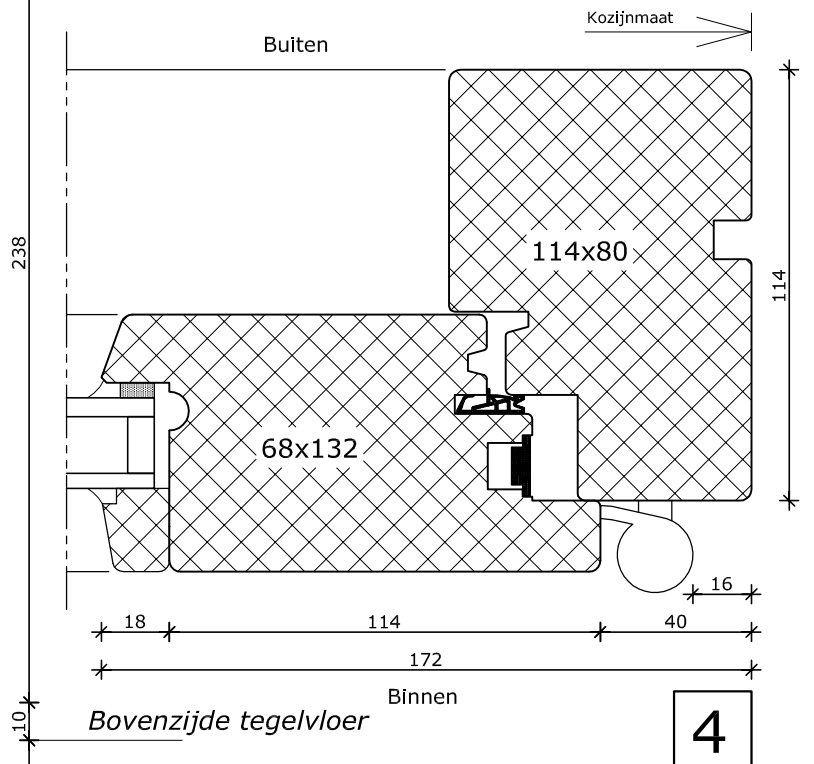 Kozijnmaat
Buiten
238
114x80
114
68x132
16
18
114
40
172
Binnen
10
Bovenzijde tegelvloer
4